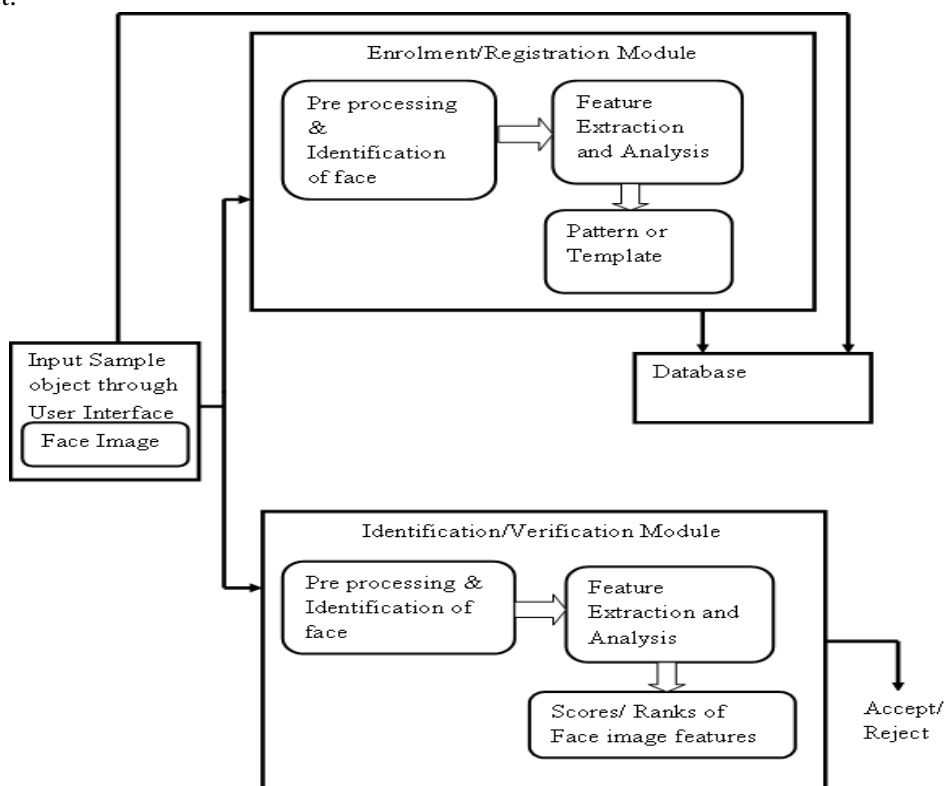 t.
Enrolment/Registration Module
Pre processing
&
Identification
of face
Feature
Extraction
and Analysis
Pattern or
Template
Input Sample
object through
User Interface
Face Image
Database
Identification/Verification Module
Pre processing &
Identification of
face
Feature
Extraction and
Analysis
Scores/ Ranks of
Face image features
Accept/
Reject